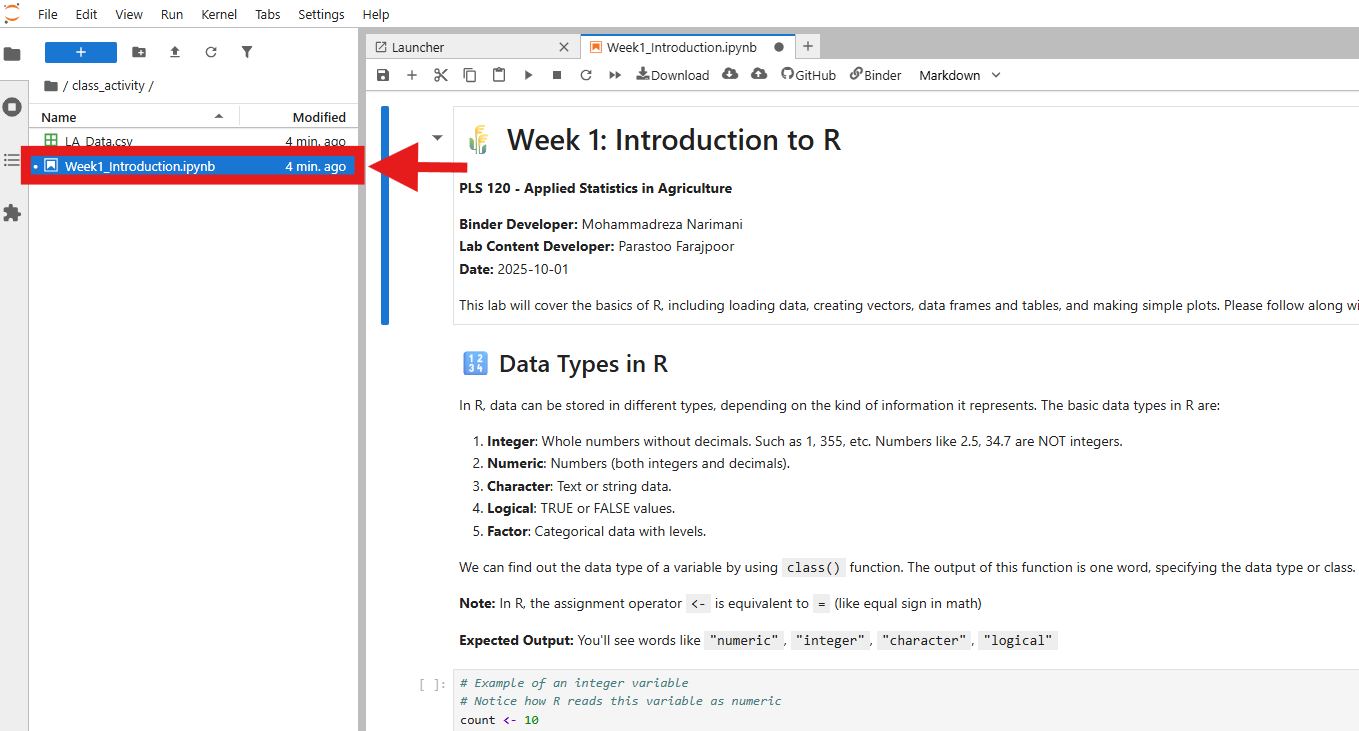 File Edit View Run Kernel Tabs Settings Help
Launcher
Week1_Introduction.ipynb
Download GitHub Binder Markdown
/ class_activity /
Name Modified
LA_Data.csv 4 min. ago
Week1_Introduction.ipynb 4 min. ago
Week 1: Introduction to R
PLS 120 - Applied Statistics in Agriculture
Binder Developer: Mohammadreza Narimani
Lab Content Developer: Parastoo Farajpoor
Date: 2025-10-01
This lab will cover the basics of R, including loading data, creating vectors, data frames and tables, and making simple plots. Please follow along wi
1 2 3 4
Data Types in R
In R, data can be stored in different types, depending on the kind of information it represents. The basic data types in R are:
1. Integer: Whole numbers without decimals. Such as 1, 355, etc. Numbers like 2.5, 34.7 are NOT integers.
2. Numeric: Numbers (both integers and decimals).
3. Character: Text or string data.
4. Logical: TRUE or FALSE values.
5. Factor: Categorical data with levels.
We can find out the data type of a variable by using class() function. The output of this function is one word, specifying the data type or class.
Note: In R, the assignment operator <- is equivalent to = (like equal sign in math)
Expected Output: You'll see words like "numeric", "integer", "character", "logical"
[ ]: # Example of an integer variable
# Notice how R reads this variable as numeric
count <- 10